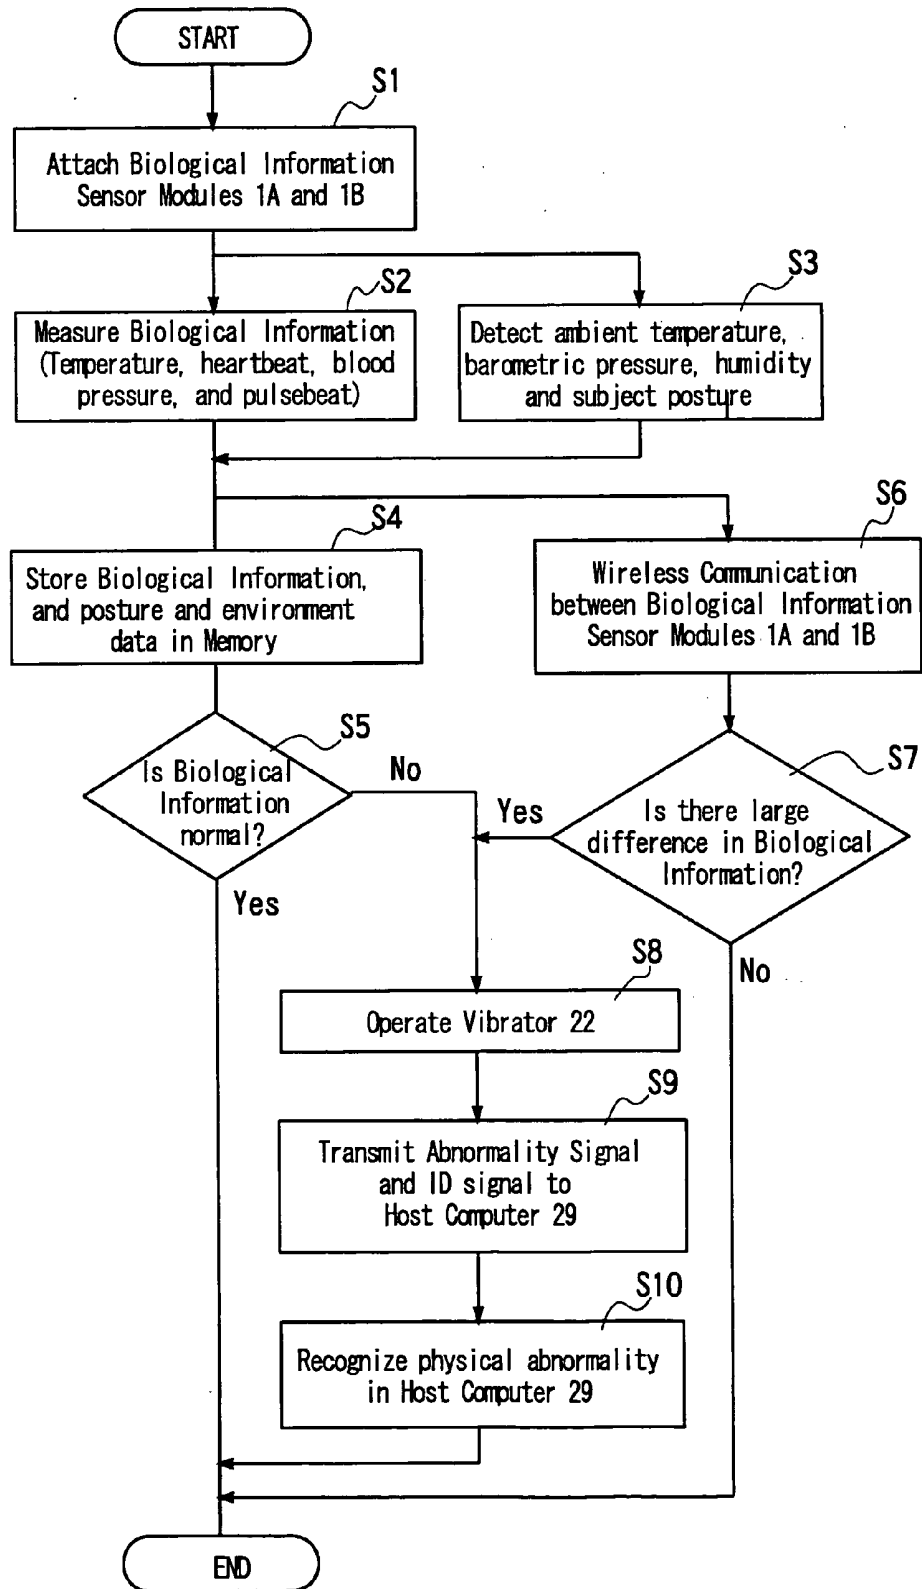 START
S1
Attach Biological Information
Sensor Modules 1A and 1B
S2
Measure Biological Information
(Temperature, heartbeat, blood
pressure, and pulsebeat)
S3
Detect ambient temperature,
barometric pressure, humidity
and subject posture
S4
Store Biological Information,
and posture and environment
data in Memory
S6
Wireless Communication
between Biological Information
Sensor Modules 1A and 1B
S5
Is Biological
Information
normal?
No
Yes
S7
Is there large
difference in Biological
Information?
Yes
No
S8
Operate Vibrator 22
S9
Transmit Abnormality Signal
and ID signal to
Host Computer 29
S10
Recognize physical abnormality
in Host Computer 29
END